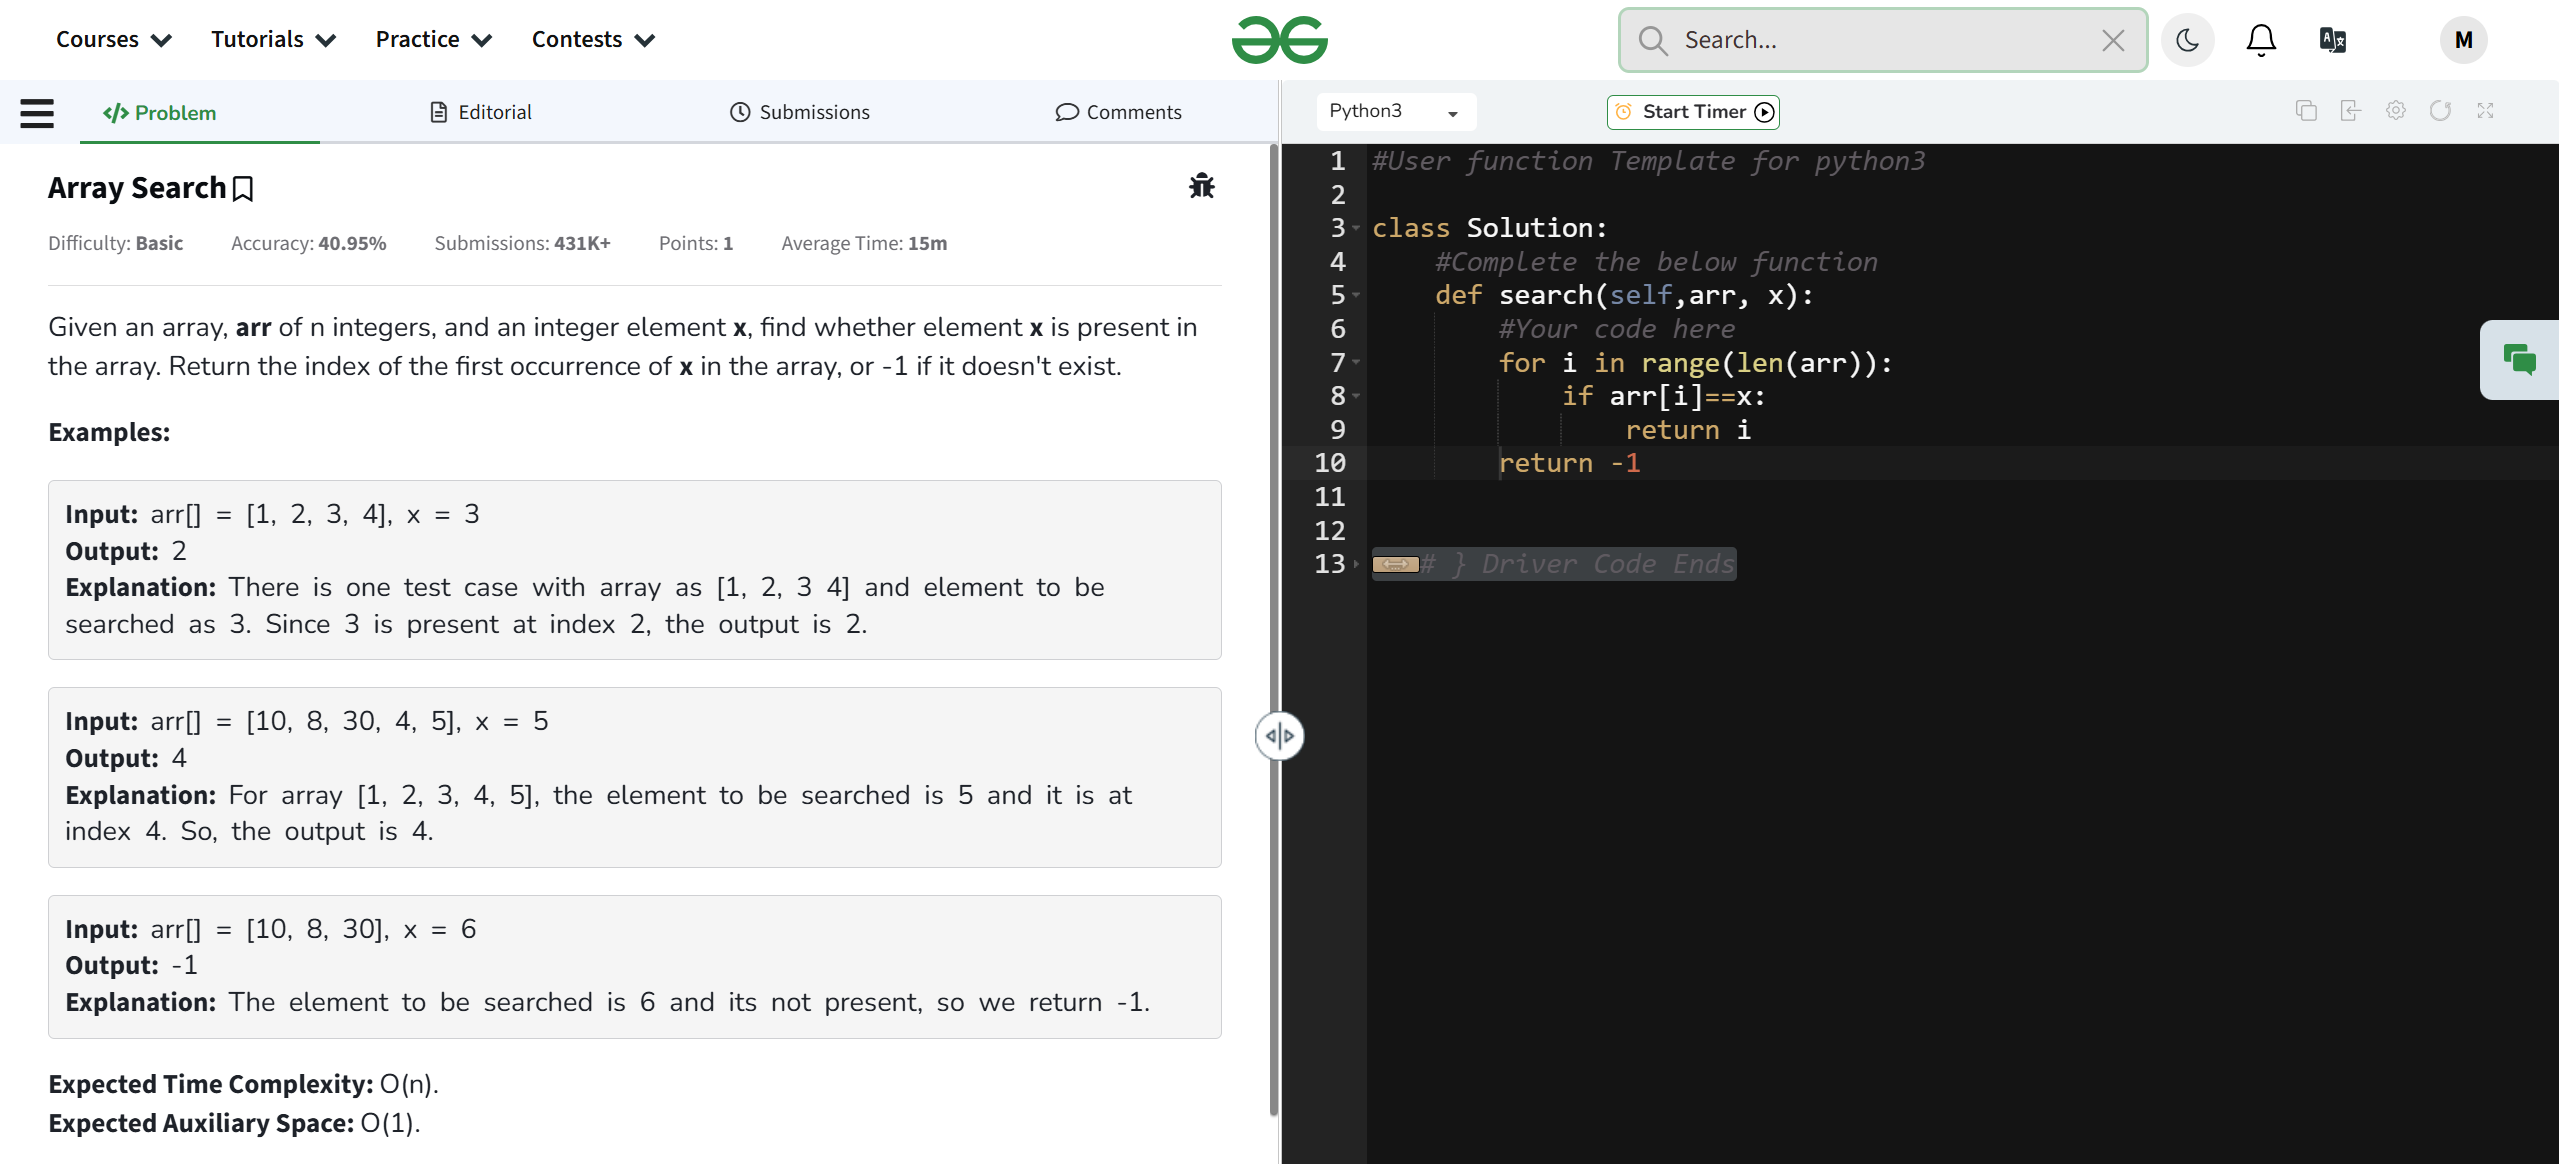 Courses Tutorials Practice Contests Search... M
Problem Editorial Submissions Comments
Array Search
Difficulty: Basic Accuracy: 40.95% Submissions: 431K+ Points: 1 Average Time: 15m
Given an array, arr of n integers, and an integer element x, find whether element x is present in
the array. Return the index of the first occurrence of x in the array, or -1 if it doesn't exist.
Examples:
Input: arr[] = [1, 2, 3, 4], x = 3
Output: 2
Explanation: There is one test case with array as [1, 2, 3 4] and element to be
searched as 3. Since 3 is present at index 2, the output is 2.
Input: arr[] = [10, 8, 30, 4, 5], x = 5
Output: 4
Explanation: For array [1, 2, 3, 4, 5], the element to be searched is 5 and it is at
index 4. So, the output is 4.
Input: arr[] = [10, 8, 30], x = 6
Output: -1
Explanation: The element to be searched is 6 and its not present, so we return -1.
Expected Time Complexity: O(n).
Expected Auxiliary Space: O(1).
Python3 Start Timer
1 #User function Template for python3
2
3 class Solution:
4 #Complete the below function
5 def search(self,arr, x):
6 #Your code here
7 for i in range(len(arr)):
8 if arr[i]==x:
9 return i
10 return -1
11
12
13 # } Driver Code Ends